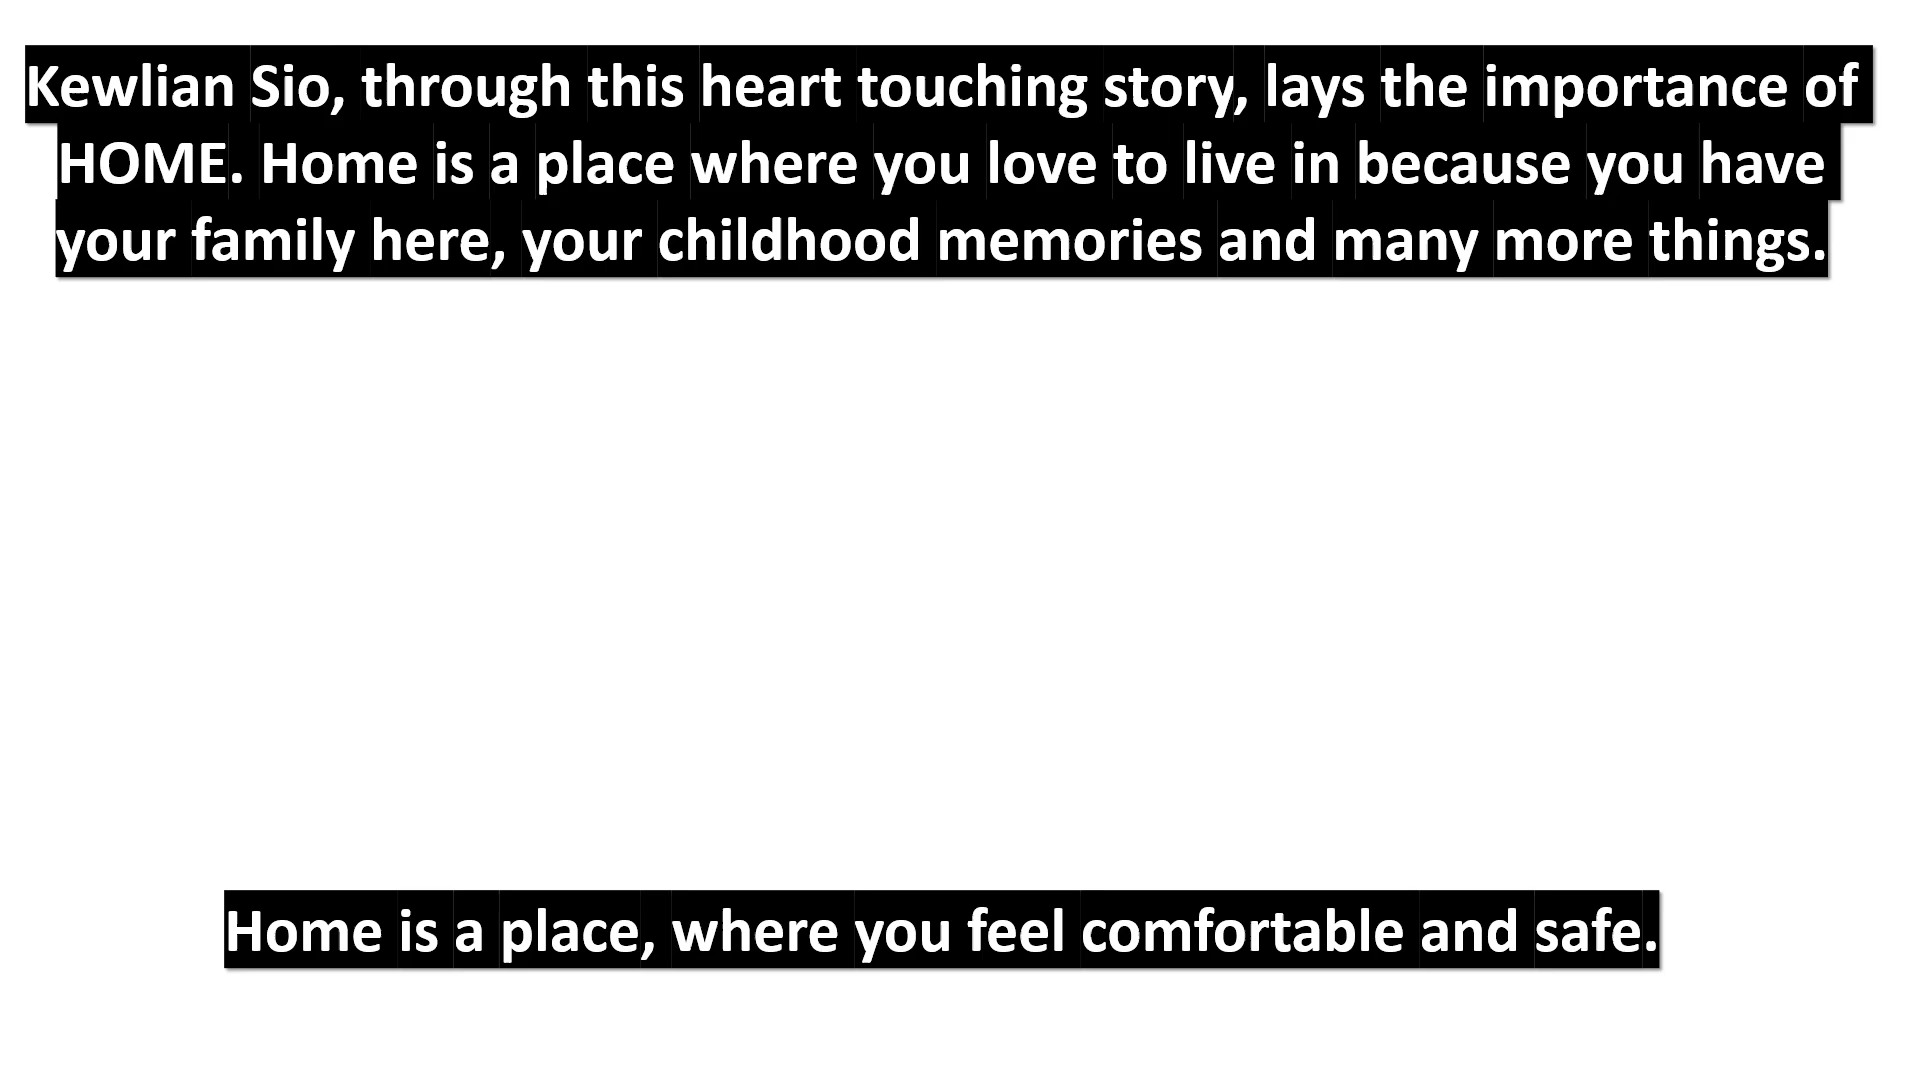 Kewlian Sio, through this heart touching story, lays the importance of
HOME. Home is a place where you love to live in because you have
your family here, your childhood memories and many more things.
Home is a place, where you feel comfortable and safe.